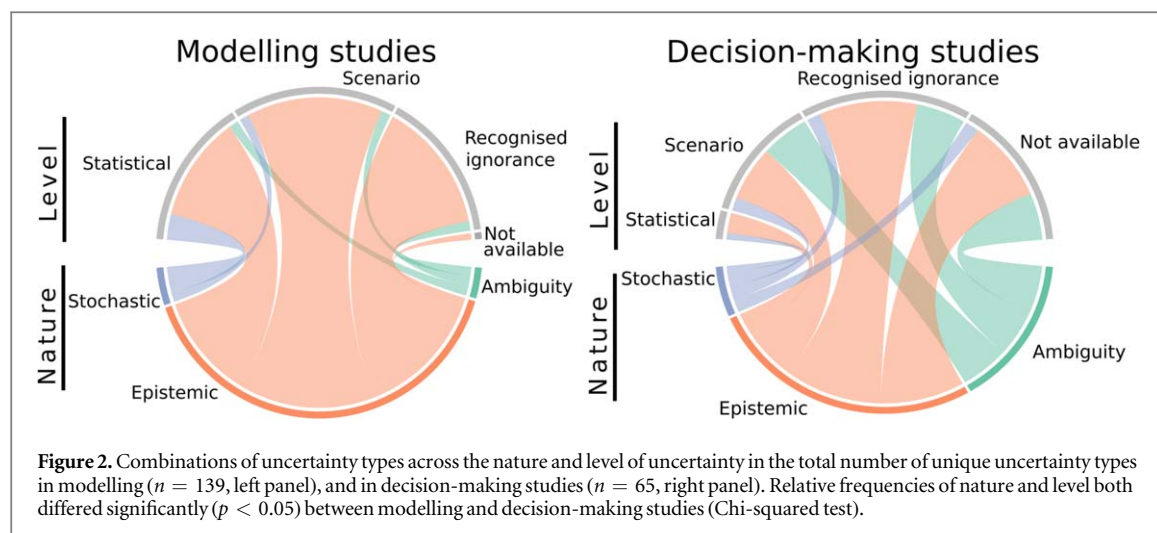 Modelling studies
Scenario
Level
Statistical
Recognised
ignorance
Not
available
Nature
Stochastic
Ambiguity
Epistemic
Decision-making studies
Recognised ignorance
Level
Scenario
Not available
Statistical
Nature
Stochastic
Ambiguity
Epistemic
Figure 2. Combinations of uncertainty types across the nature and level of uncertainty in the total number of unique uncertainty types
in modelling (n = 139, left panel), and in decision-making studies (n = 65, right panel). Relative frequencies of nature and level both
differed significantly (p < 0.05) between modelling and decision-making studies (Chi-squared test).